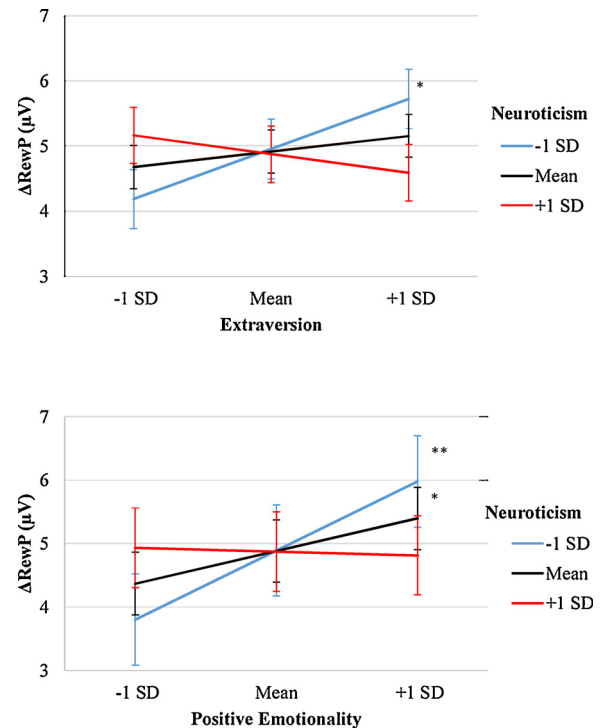 7
6
5
4
3
ΔRewP (µV)
*
Neuroticism
-1 SD
Mean
+1 SD
-1 SD Mean +1 SD
Extraversion
7
6
5
4
3
ΔRewP (µV)
**
*
Neuroticism
-1 SD
Mean
+1 SD
-1 SD Mean +1 SD
Positive Emotionality